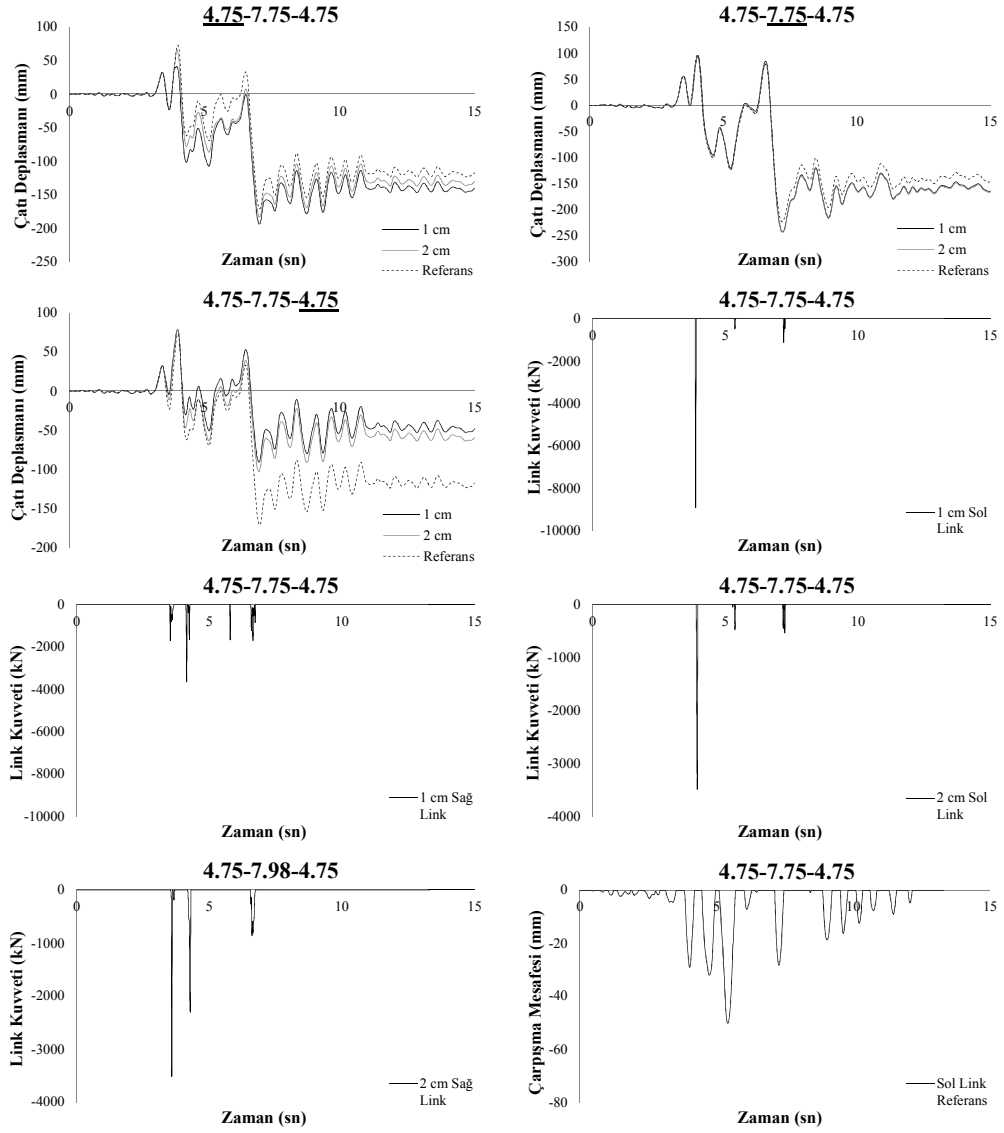 4.75-7.75-4.75
100
50
0
-50
-100
-150
-200
-250
0
5
10
15
Çatı Deplasmanı (mm)
Zaman (sn)
1 cm
2 cm
Referans
4.75-7.75-4.75
150
100
50
0
-50
-100
-150
-200
-250
-300
0
5
10
15
Çatı Deplasmanı (mm)
Zaman (sn)
1 cm
2 cm
Referans
4.75-7.75-4.75
100
50
0
-50
-100
-150
-200
0
5
10
15
Çatı Deplasmanı (mm)
Zaman (sn)
1 cm
2 cm
Referans
4.75-7.75-4.75
0
-2000
-4000
-6000
-8000
-10000
0
5
10
15
Link Kuvveti (kN)
Zaman (sn)
1 cm Sol
Link
4.75-7.75-4.75
0
-2000
-4000
-6000
-8000
-10000
0
5
10
15
Link Kuvveti (kN)
Zaman (sn)
1 cm Sağ
Link
4.75-7.75-4.75
0
-1000
-2000
-3000
-4000
0
5
10
15
Link Kuvveti (kN)
Zaman (sn)
2 cm Sol
Link
4.75-7.98-4.75
0
-1000
-2000
-3000
-4000
0
5
10
15
Link Kuvveti (kN)
Zaman (sn)
2 cm Sağ
Link
4.75-7.75-4.75
0
-20
-40
-60
-80
0
5
10
15
Çarpışma Mesafesi (mm)
Zaman (sn)
Sol Link
Referans